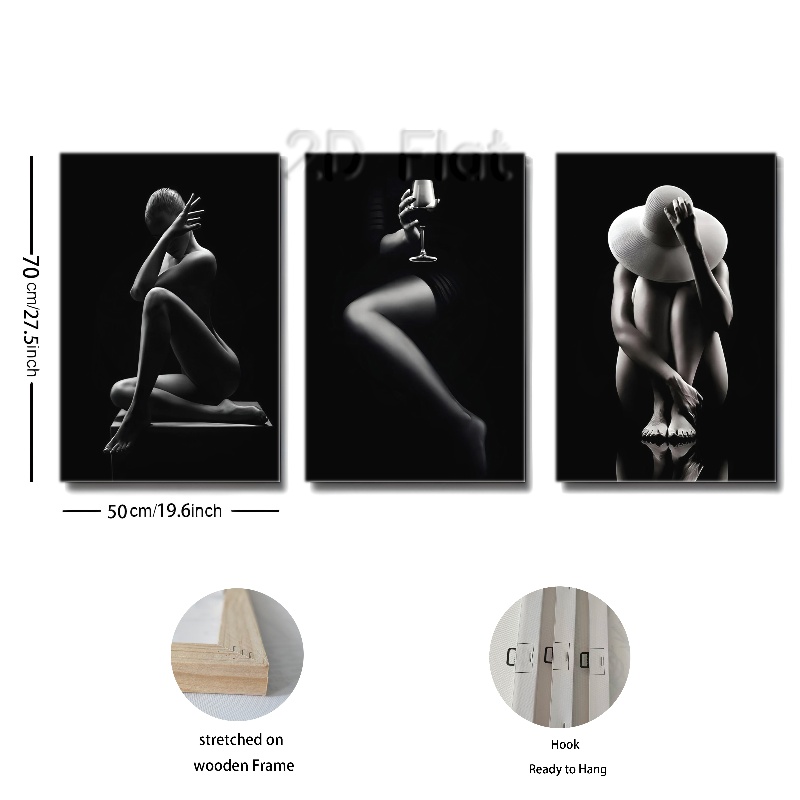 2D Flat
70 cm/27.5inch
50cm/19.6inch
stretched on
wooden Frame
Hook
Ready to Hang